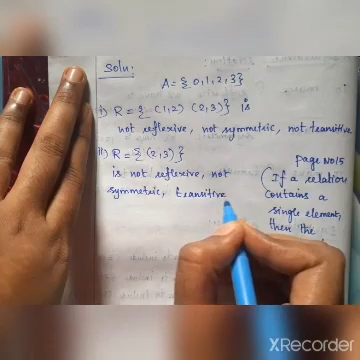 Soln:
A = { 0, 1, 2, 3 }
i) R = { (1,2) (2,3) } is
not reflexive, not symmetric, not transitive
ii) R = { (2,3) }
is not reflexive, not
symmetric, transitive
page NO 15
(If a relation
contains a
single element,
then the
XRecorder